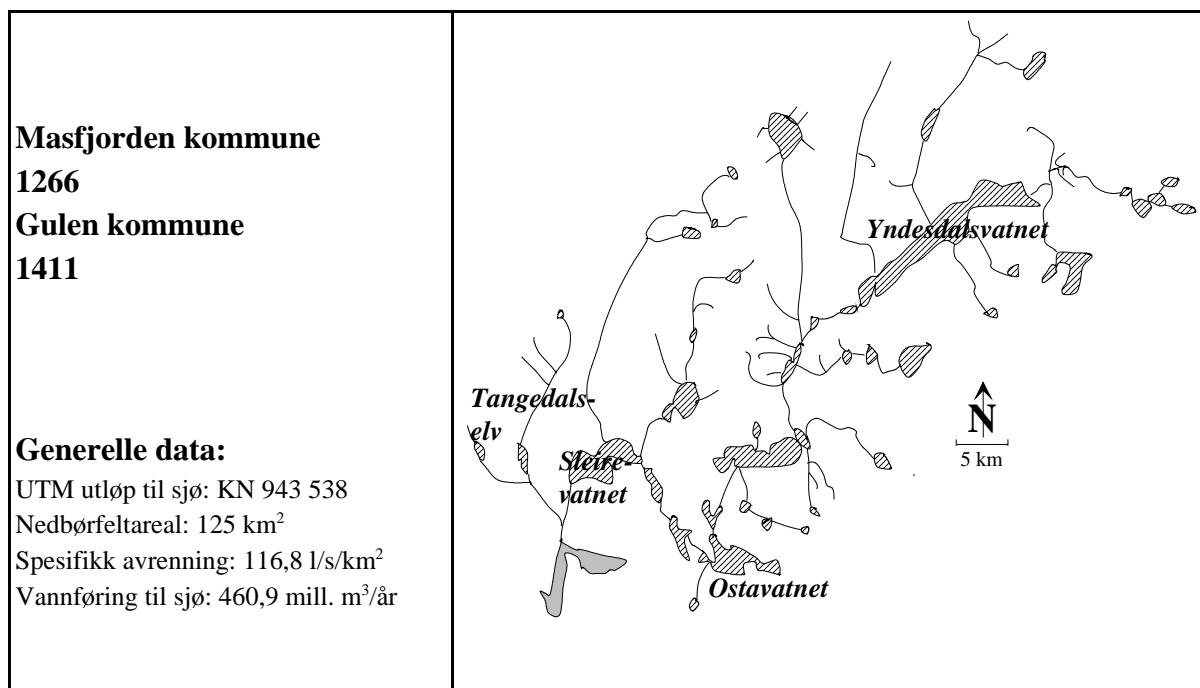 Masfjorden kommune
1266
Gulen kommune
1411
Generelle data:
UTM utløp til sjø: KN 943 538
Nedbørfeltareal: 125 km²
Spesifikk avrenning: 116,8 l/s/km²
Vannføring til sjø: 460,9 mill. m³/år
Yndesdalsvatnet
Tangedals-
elv
Sleire-
vatnet
N
5 km
Ostavatnet